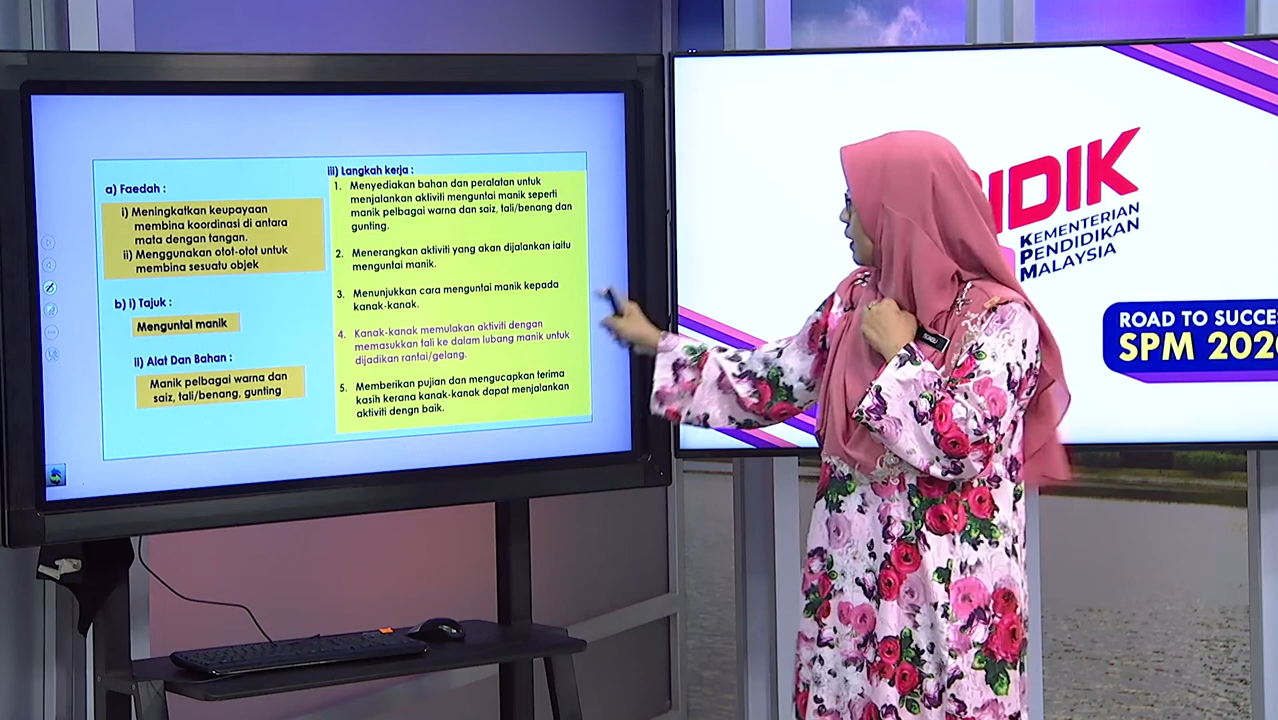 a) Faedah :
i) Meningkatkan keupayaan
membina koordinasi di antara
mata dengan tangan.
ii) Menggunakan otot-otot untuk
membina sesuatu objek
b) i) Tajuk :
Menguntai manik
ii) Alat Dan Bahan :
Manik pelbagai warna dan
saiz, tali/benang, gunting
iii) Langkah kerja :
1. Menyediakan bahan dan peralatan untuk
menjalankan aktiviti menguntai manik seperti
manik pelbagai warna dan saiz, tali/benang dan
gunting.
2. Menerangkan aktiviti yang akan dijalankan iaitu
menguntai manik.
3. Menunjukkan cara menguntai manik kepada
kanak-kanak.
4. Kanak-kanak memulakan aktiviti dengan
memasukkan tali ke dalam lubang manik untuk
dijadikan rantai/gelang.
5. Memberikan pujian dan mengucapkan terima
kasih kerana kanak-kanak dapat menjalankan
aktiviti dengn baik.
IDIK
KEMENTERIAN
PENDIDIKAN
MALAYSIA
ROAD TO SUCCE
SPM 202